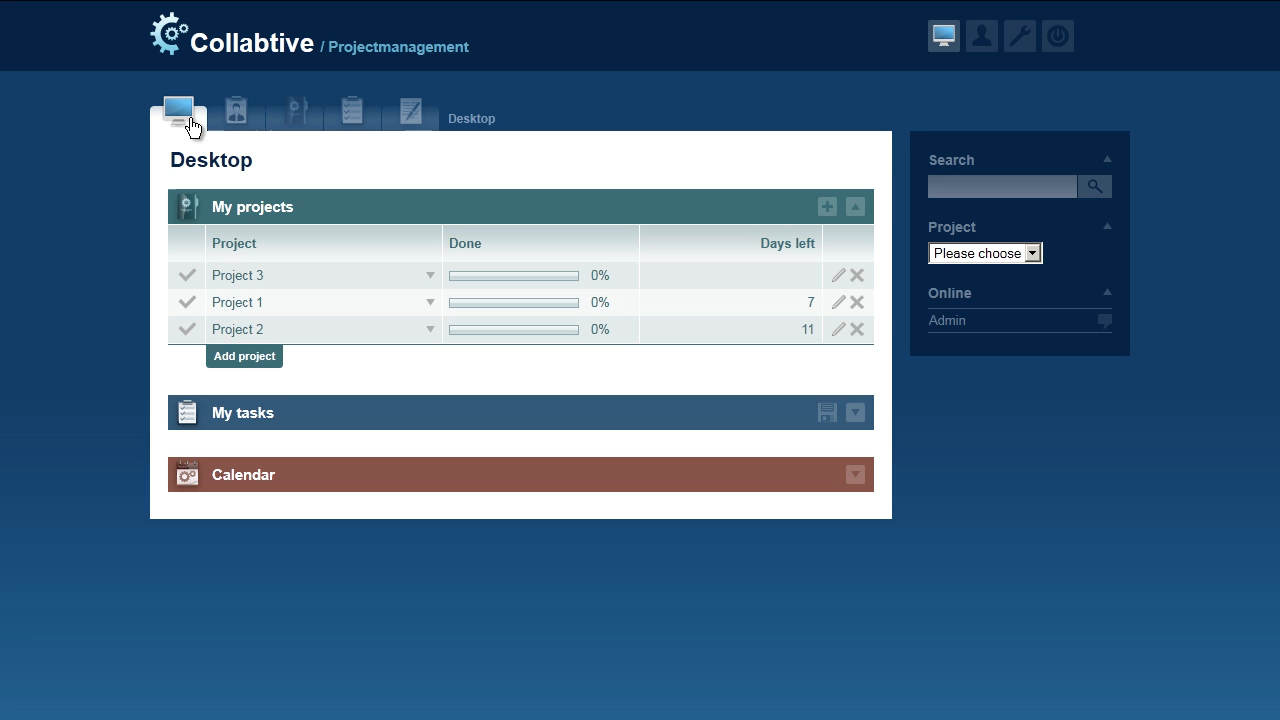 Collabtive / Projectmanagement
Desktop
Desktop
Search
My projects
Project
Project Done Days left
Please choose
Project 3 0%
Project 1 0% 7
Project 2 0% 11
Online
Admin
Add project
My tasks
Calendar